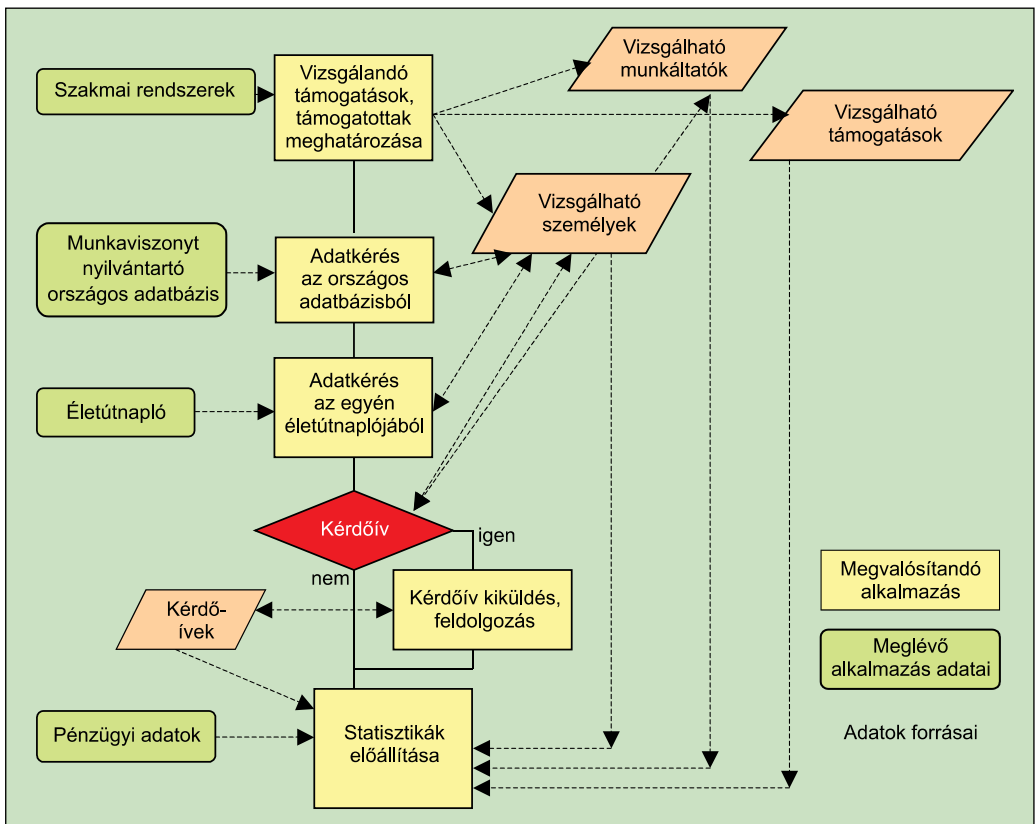 Szakmai rendszerek
Vizsgálandó
támogatások,
támogatottak
meghatározása
Vizsgálható
munkáltatók
Vizsgálható
támogatások
Vizsgálható
személyek
Munkaviszonyt
nyilvántartó
országos adatbázis
Adatkérés
az országos
adatbázisból
Életútnapló
Adatkérés
az egyén
életútnaplójából
Kérdőív
igen
nem
Kérdő-
ívek
Kérdőív kiküldés,
feldolgozás
Pénzügyi adatok
Statisztikák
előállítása
Megvalósítandó
alkalmazás
Meglévő
alkalmazás adatai
Adatok forrásai